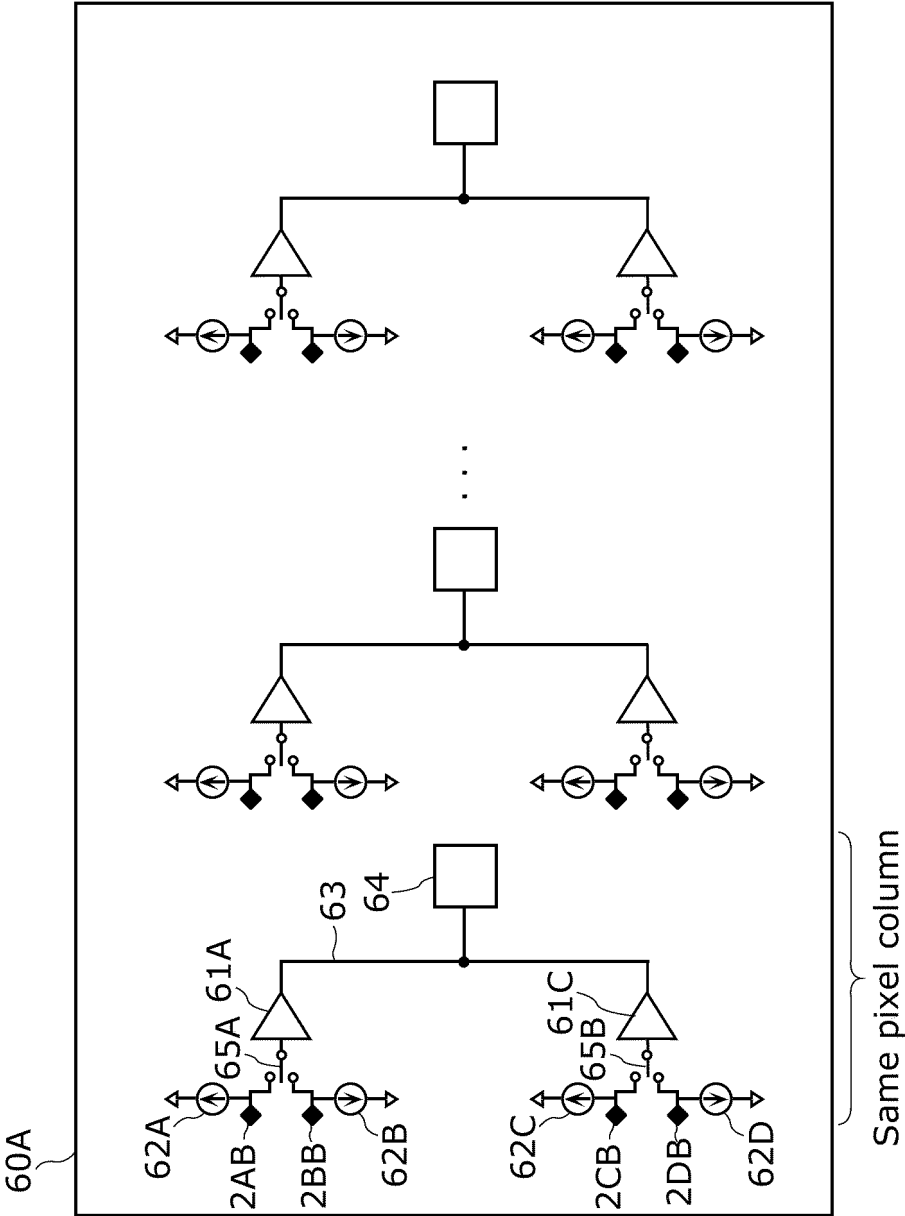 60A
62A
2AB
2BB
62B
65A
61A
63
64
62C
2CB
2DB
62D
65B
61C
. . .
Same pixel column